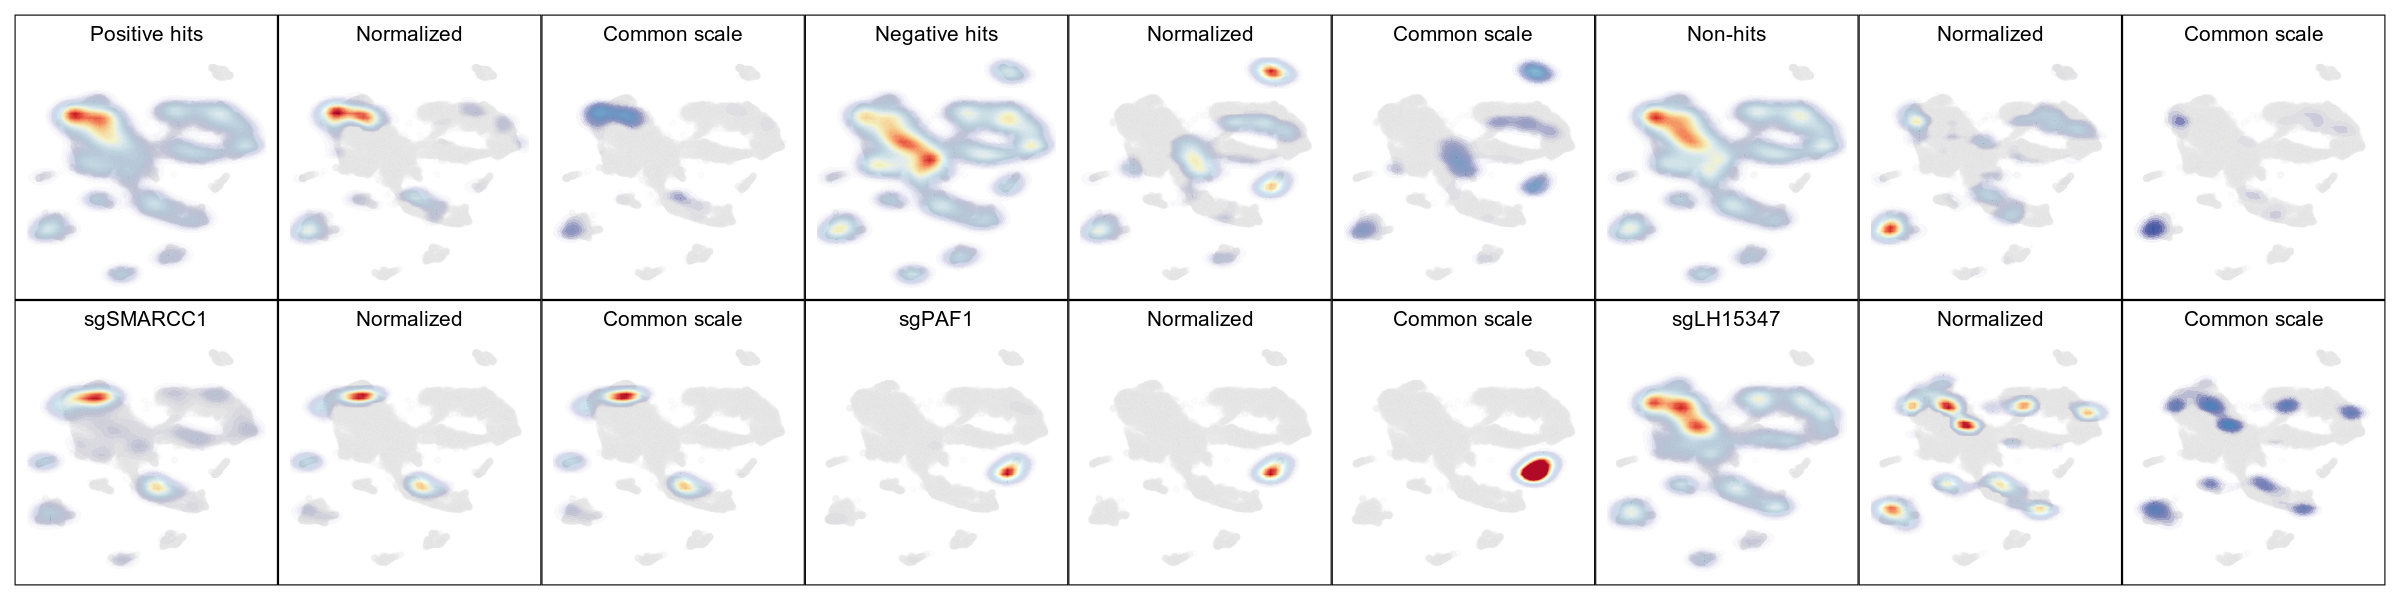 Positive hits
Normalized
Common scale
Negative hits
Normalized
Common scale
Non-hits
Normalized
Common scale
sgSMARCC1
Normalized
Common scale
sgPAF1
Normalized
Common scale
sgLH15347
Normalized
Common scale